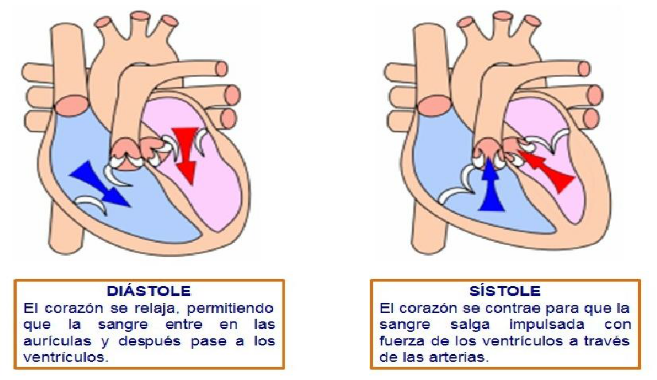 DIÁSTOLE
El corazón se relaja, permitiendo
que la sangre entre en las
aurículas y después pase a los
ventrículos.
SÍSTOLE
El corazón se contrae para que la
sangre salga impulsada con
fuerza de los ventrículos a través
de las arterias.